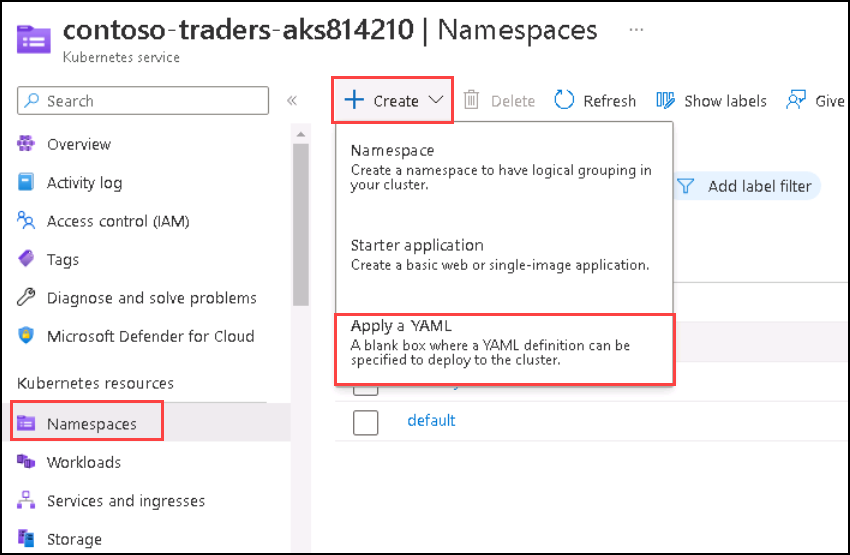 contoso-traders-aks814210 | Namespaces ...
Kubernetes service
Search
«
Create
Delete
Refresh
Show labels
Give
Overview
Activity log
Access control (IAM)
Tags
Diagnose and solve problems
Microsoft Defender for Cloud
Kubernetes resources
Namespaces
Workloads
Services and ingresses
Storage
Namespace
Create a namespace to have logical grouping in
your cluster.
Starter application
Create a basic web or single-image application.
Apply a YAML
A blank box where a YAML definition can be
specified to deploy to the cluster.
Add label filter
default